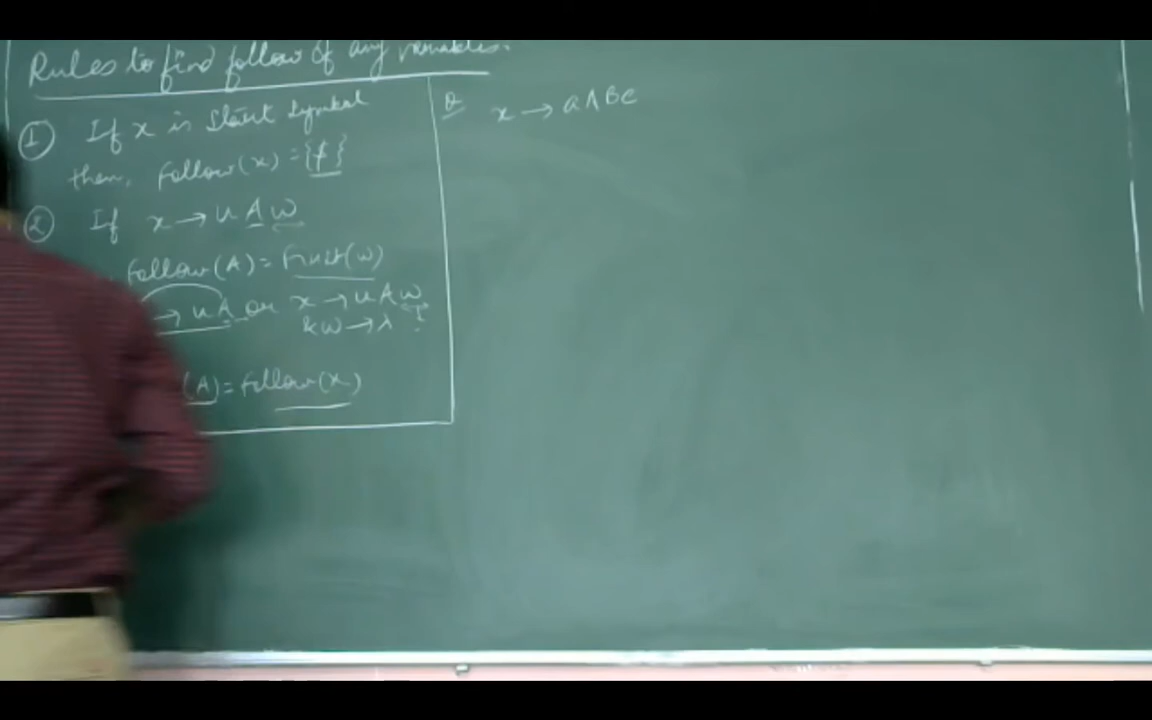 Rules to find follow of any variables.
① If x is start symbol
then, follow(x) = {$}
② If x → u A w
follow(A) = First(w)
→ u A or x → u A w
& w → λ
(A) = follow(x)
Q x → aABC